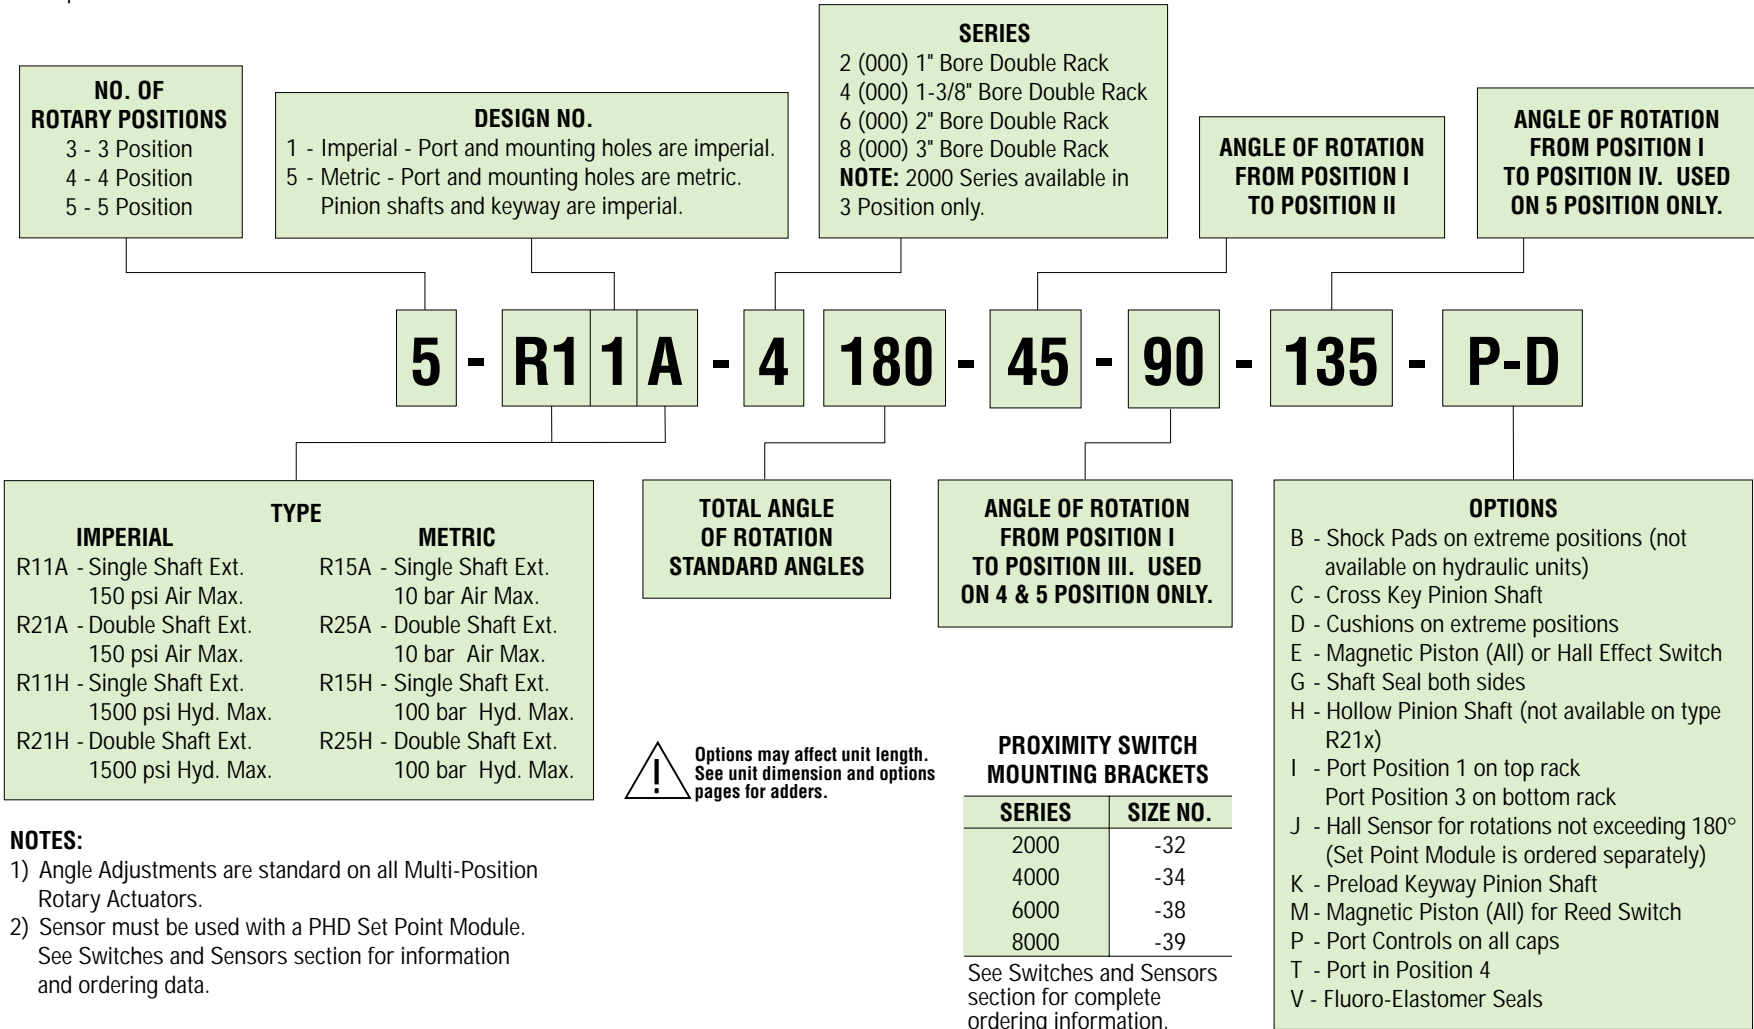 NO. OF
ROTARY POSITIONS
3 - 3 Position
4 - 4 Position
5 - 5 Position
DESIGN NO.
1 - Imperial - Port and mounting holes are imperial.
5 - Metric - Port and mounting holes are metric.
Pinion shafts and keyway are imperial.
SERIES
2 (000) 1" Bore Double Rack
4 (000) 1-3/8" Bore Double Rack
6 (000) 2" Bore Double Rack
8 (000) 3" Bore Double Rack
NOTE: 2000 Series available in
3 Position only.
ANGLE OF ROTATION
FROM POSITION I
TO POSITION II
ANGLE OF ROTATION
FROM POSITION I
TO POSITION IV. USED
ON 5 POSITION ONLY.
5 - R1 1 A - 4 180 - 45 - 90 - 135 - P-D
TYPE
IMPERIAL
R11A - Single Shaft Ext.
150 psi Air Max.
R21A - Double Shaft Ext.
150 psi Air Max.
R11H - Single Shaft Ext.
1500 psi Hyd. Max.
R21H - Double Shaft Ext.
1500 psi Hyd. Max.
METRIC
R15A - Single Shaft Ext.
10 bar Air Max.
R25A - Double Shaft Ext.
10 bar Air Max.
R15H - Single Shaft Ext.
100 bar Hyd. Max.
R25H - Double Shaft Ext.
100 bar Hyd. Max.
TOTAL ANGLE
OF ROTATION
STANDARD ANGLES
ANGLE OF ROTATION
FROM POSITION I
TO POSITION III. USED
ON 4 & 5 POSITION ONLY.
OPTIONS
B - Shock Pads on extreme positions (not
available on hydraulic units)
C - Cross Key Pinion Shaft
D - Cushions on extreme positions
E - Magnetic Piston (All) or Hall Effect Switch
G - Shaft Seal both sides
H - Hollow Pinion Shaft (not available on type
R21x)
I - Port Position 1 on top rack
Port Position 3 on bottom rack
J - Hall Sensor for rotations not exceeding 180°
(Set Point Module is ordered separately)
K - Preload Keyway Pinion Shaft
M - Magnetic Piston (All) for Reed Switch
P - Port Controls on all caps
T - Port in Position 4
V - Fluoro-Elastomer Seals
! Options may affect unit length.
See unit dimension and options
pages for adders.
PROXIMITY SWITCH
MOUNTING BRACKETS
SERIES SIZE NO.
2000 -32
4000 -34
6000 -38
8000 -39
See Switches and Sensors
section for complete
ordering information.
NOTES:
1) Angle Adjustments are standard on all Multi-Position
Rotary Actuators.
2) Sensor must be used with a PHD Set Point Module.
See Switches and Sensors section for information
and ordering data.